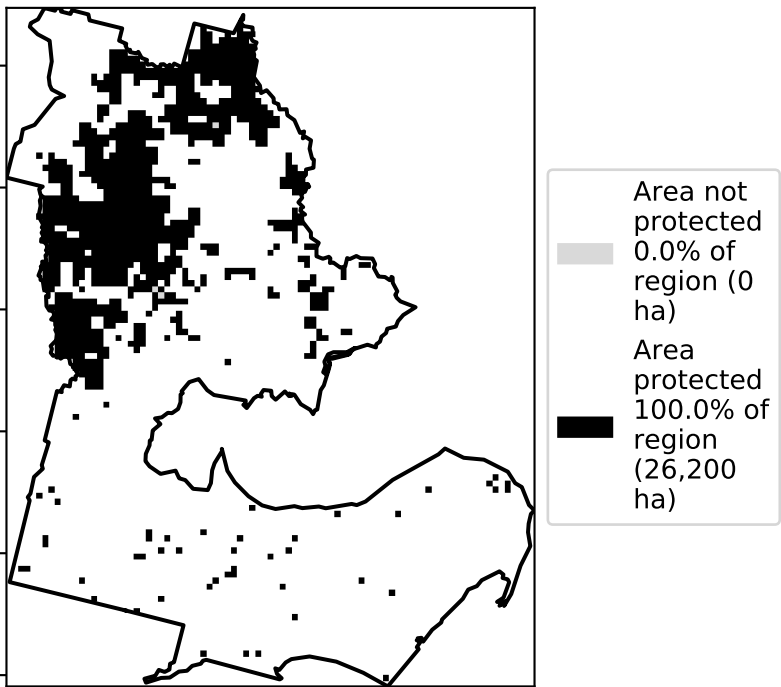 Area not
protected
0.0% of
region (0
ha)
Area
protected
100.0% of
region
(26,200
ha)